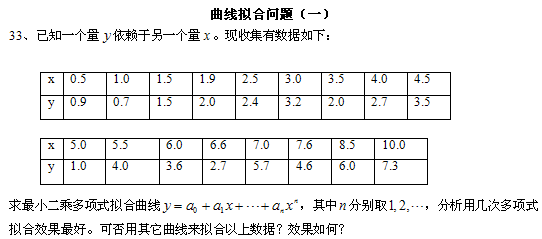 曲线拟合问题（一）
33、已知一个量 y 依赖于另一个量 x 。现收集有数据如下：
x 0.5 1.0 1.5 1.9 2.5 3.0 3.5 4.0 4.5
y 0.9 0.7 1.5 2.0 2.4 3.2 2.0 2.7 3.5
x 5.0 5.5 6.0 6.6 7.0 7.6 8.5 10.0
y 1.0 4.0 3.6 2.7 5.7 4.6 6.0 7.3
求最小二乘多项式拟合曲线 y = a₀ + a₁x + ⋯ + aₙxⁿ，其中 n 分别取 1,2,⋯，分析用几次多项式
拟合效果最好。可否用其它曲线来拟合以上数据？效果如何？